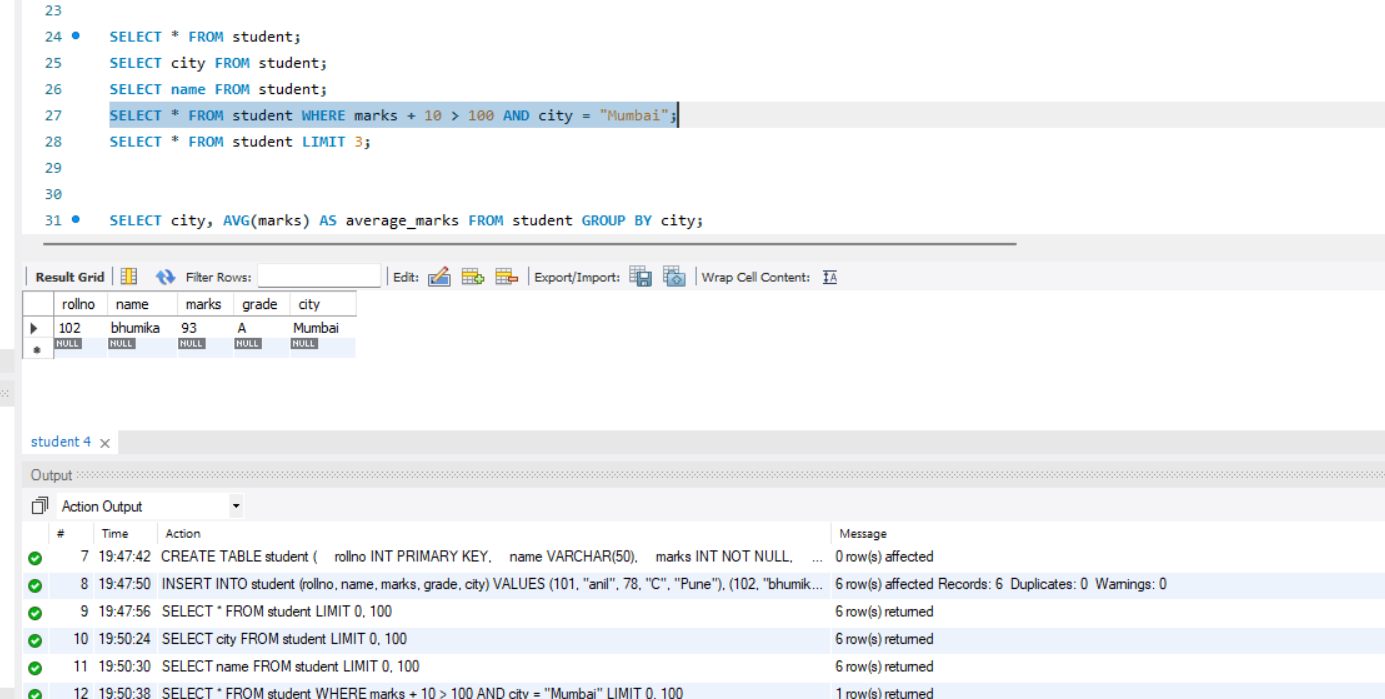 23
24 SELECT * FROM student;
25 SELECT city FROM student;
26 SELECT name FROM student;
27 SELECT * FROM student WHERE marks + 10 > 100 AND city = "Mumbai";
28 SELECT * FROM student LIMIT 3;
29
30
31 SELECT city, AVG(marks) AS average_marks FROM student GROUP BY city;
Result Grid Filter Rows: Edit: Export/Import: Wrap Cell Content: IA
rollno name marks grade city
102 bhumika 93 A Mumbai
NULL NULL NULL NULL NULL
student 4
Output
Action Output
# Time Action Message
7 19:47:42 CREATE TABLE student ( rollno INT PRIMARY KEY, name VARCHAR(50), marks INT NOT NULL, ... 0 row(s) affected
8 19:47:50 INSERT INTO student (rollno, name, marks, grade, city) VALUES (101, "anil", 78, "C", "Pune"), (102, "bhumik... 6 row(s) affected Records: 6 Duplicates: 0 Warnings: 0
9 19:47:56 SELECT * FROM student LIMIT 0, 100 6 row(s) returned
10 19:50:24 SELECT city FROM student LIMIT 0, 100 6 row(s) returned
11 19:50:30 SELECT name FROM student LIMIT 0, 100 6 row(s) returned
12 19:50:38 SELECT * FROM student WHERE marks + 10 > 100 AND city = "Mumbai" LIMIT 0, 100 1 row(s) returned